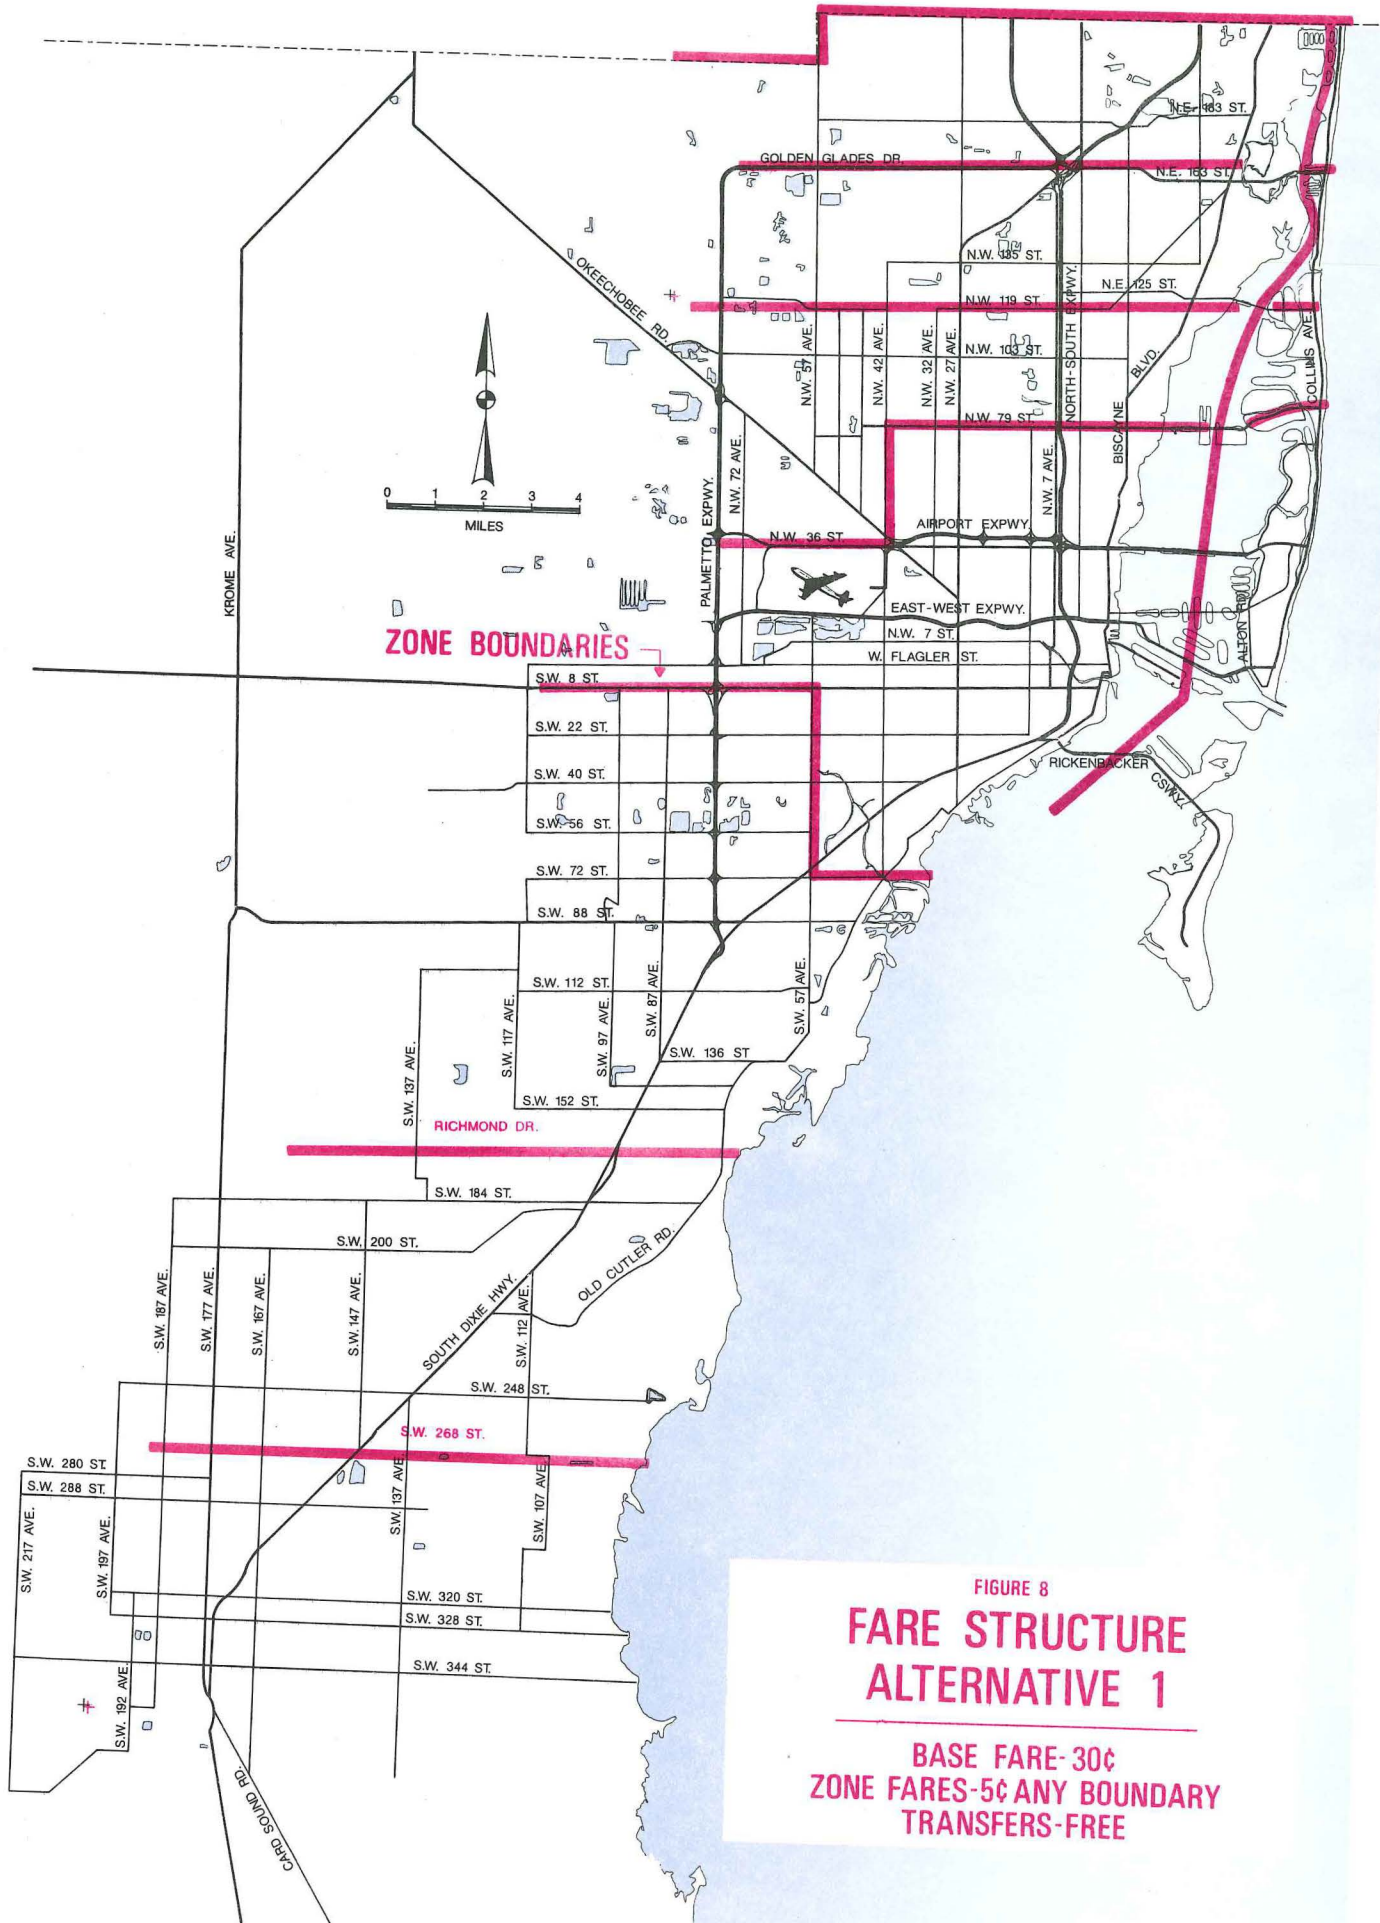 N.E. 183 ST.
GOLDEN GLADES DR.
N.E. 163 ST.
OKEECHOBEE RD.
N.W. 135 ST.
N.E. 125 ST.
N.W. 119 ST.
N.W. 103 ST.
N.W. 57 AVE.
N.W. 42 AVE.
N.W. 32 AVE.
N.W. 27 AVE.
NORTH-SOUTH EXPWY.
BISCAYNE BLVD.
COLLINS AVE.
N.W. 79 ST.
N.W. 72 AVE.
N.W. 7 AVE.
0 1 2 3 4
MILES
KROME AVE.
PALMETTO EXPWY.
N.W. 36 ST.
AIRPORT EXPWY.
EAST-WEST EXPWY.
N.W. 7 ST.
W. FLAGLER ST.
ALTON RD.
ZONE BOUNDARIES
S.W. 8 ST.
S.W. 22 ST.
S.W. 40 ST.
S.W. 56 ST.
S.W. 72 ST.
S.W. 88 ST.
RICKENBACKER CSWY.
S.W. 112 ST.
S.W. 137 AVE.
S.W. 117 AVE.
S.W. 97 AVE.
S.W. 87 AVE.
S.W. 57 AVE.
S.W. 136 ST
S.W. 152 ST.
RICHMOND DR.
S.W. 184 ST.
S.W. 200 ST.
OLD CUTLER RD.
S.W. 187 AVE.
S.W. 177 AVE.
S.W. 167 AVE.
S.W. 147 AVE.
SOUTH DIXIE HWY.
S.W. 112 AVE.
S.W. 248 ST.
S.W. 268 ST.
S.W. 280 ST.
S.W. 288 ST.
S.W. 217 AVE.
S.W. 197 AVE.
S.W. 137 AVE.
S.W. 107 AVE.
S.W. 320 ST.
S.W. 328 ST.
S.W. 344 ST.
S.W. 192 AVE.
CARD SOUND RD.
FIGURE 8
FARE STRUCTURE
ALTERNATIVE 1
BASE FARE-30¢
ZONE FARES-5¢ ANY BOUNDARY
TRANSFERS-FREE